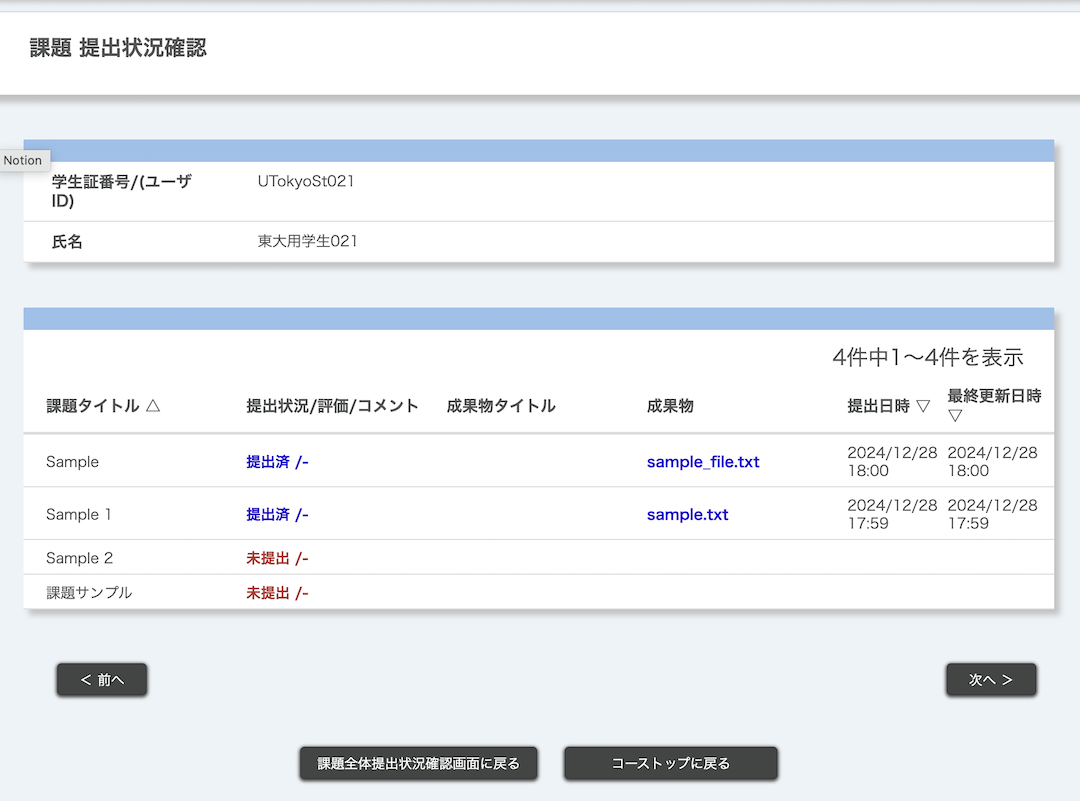 課題 提出状況確認
Notion
学生証番号/(ユーザ UTokyoSt021
ID)
氏名 東大用学生021
4件中1〜4件を表示
課題タイトル △ 提出状況/評価/コメント 成果物タイトル 成果物 提出日時 ▽ 最終更新日時
▽
Sample 提出済 /- sample_file.txt 2024/12/28 2024/12/28
18:00 18:00
Sample 1 提出済 /- sample.txt 2024/12/28 2024/12/28
17:59 17:59
Sample 2 未提出 /-
課題サンプル 未提出 /-
＜ 前へ 次へ ＞
課題全体提出状況確認画面に戻る コーストップに戻る